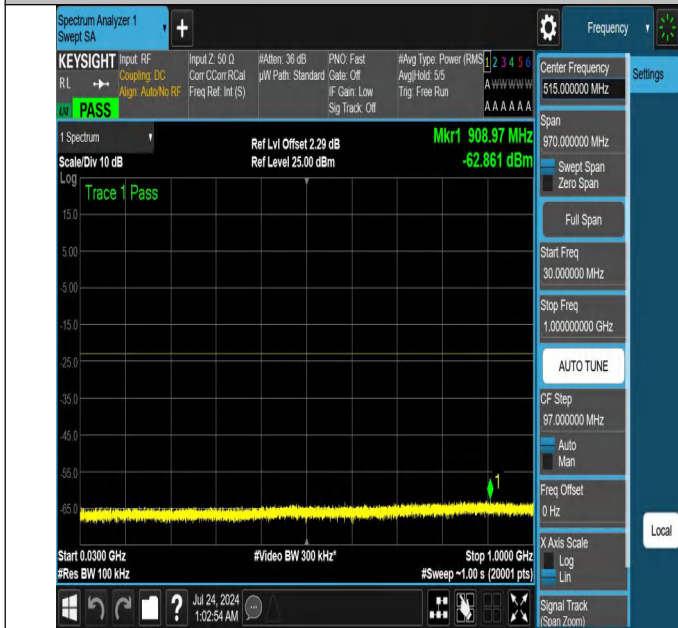 Spectrum Analyzer 1
Swept SA
Frequency
KEYSIGHT
RL
PASS
Input: RF
Coupling: DC
Align: Auto/No RF
Input Z: 50 Ω
Corr CCorr RCal
Freq Ref: Int (S)
#Atten: 36 dB
µW Path: Standard
PNO: Fast
Gate: Off
IF Gain: Low
Sig Track: Off
#Avg Type: Power (RMS
Avg|Hold: 5/5
Trig: Free Run
1 2 3 4 5 6
A W W W W W
A A A A A A
Center Frequency
515.000000 MHz
Settings
Span
970.000000 MHz
Swept Span
Zero Span
Full Span
Start Freq
30.000000 MHz
Stop Freq
1.000000000 GHz
AUTO TUNE
CF Step
97.000000 MHz
Auto
Man
Freq Offset
0 Hz
X Axis Scale
Log
Lin
Signal Track
(Span Zoom)
Local
1 Spectrum
Scale/Div 10 dB
Ref Lvl Offset 2.29 dB
Ref Level 25.00 dBm
Mkr1 908.97 MHz
-62.861 dBm
Log
Trace 1 Pass
15.0
5.00
-5.00
-15.0
-25.0
-35.0
-45.0
-55.0
-65.0
1
Start 0.0300 GHz
#Res BW 100 kHz
#Video BW 300 kHz*
Stop 1.0000 GHz
#Sweep ~1.00 s (20001 pts)
?
Jul 24, 2024
1:02:54 AM